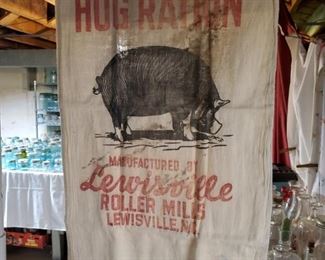 HOG RATION
MANUFACTURED BY
Lewisville
ROLLER MILLS
LEWISVILLE,